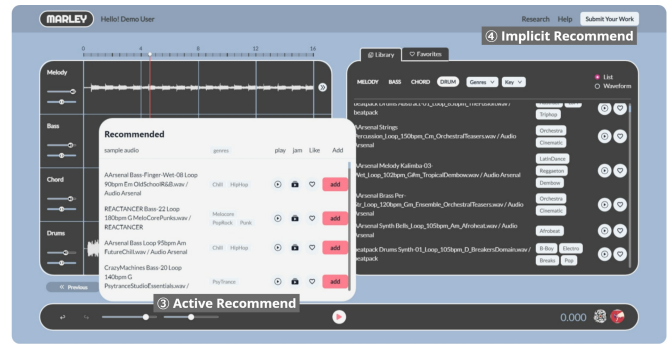 MARLEY
Hello! Demo User
Research Help Submit Your Work
④ Implicit Recommend
0 4 8 12 16
Library Favorites
Melody
MELODY BASS CHORD DRUM Genres Key
List
Waveform
beatpack
TripHop
Bass
AArsenal Strings
Percussion_Loop_150bpm_Cm_OrchestralTeasers.wav / Audio
Arsenal
Orchestra
Cinematic
AArsenal Melody Kalimba-03-
Wet_Loop_102bpm_G#m_TropicalDembow.wav / Audio
Arsenal
LatinDance
Reggaeton
Dembow
Chord
AArsenal Brass Per-
str_Loop_120bpm_Gm_Ensemble_OrchestralTeasers.wav / Audio
Arsenal
Orchestra
Cinematic
AArsenal Synth Bells_Loop_105bpm_Am_Afrobeat.wav / Audio
Arsenal
Afrobeat
Drums
beatpack Drums Synth-01_Loop_105bpm_D_BreakersDomain.wav /
beatpack
B-Boy Electro
Breaks Pop
Recommended
sample audio genres play jam Like Add
AArsenal Bass-Finger-Wet-08 Loop
90bpm Em OldSchoolR&B.wav /
Audio Arsenal
Chill HipHop
add
REACTANCER Bass-22 Loop
180bpm G MeloCorePunks.wav /
REACTANCER
Melocore
PopRock Punk
add
AArsenal Bass Loop 95bpm Am
FutureChill.wav / Audio Arsenal
Chill HipHop
add
CrazyMachines Bass-20 Loop
140bpm G
PsytranceStudioEssentials.wav /
PsyTrance
add
③ Active Recommend
Previous
0.000